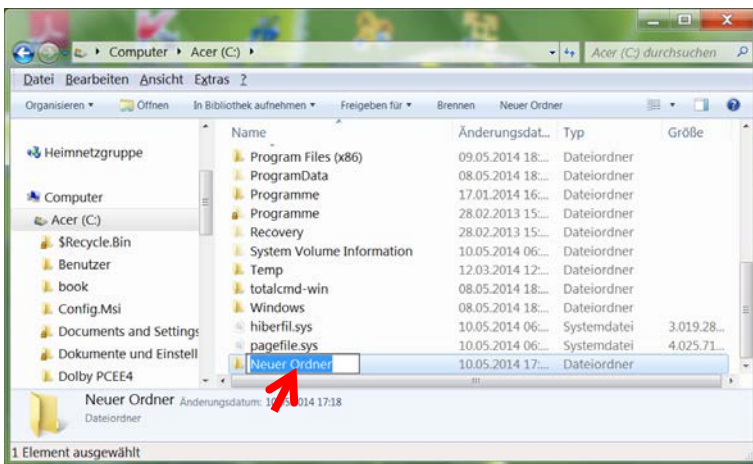 Computer Acer (C:) Acer (C:) durchsuchen
Datei Bearbeiten Ansicht Extras ?
Organisieren Öffnen In Bibliothek aufnehmen Freigeben für Brennen Neuer Ordner
Name Änderungsdat... Typ Größe
Heimnetzgruppe
Computer
Acer (C:)
$Recycle.Bin
Benutzer
book
Config.Msi
Documents and Settings
Dokumente und Einstell
Dolby PCEE4
Program Files (x86) 09.05.2014 18:... Dateiordner
ProgramData 08.05.2014 18:... Dateiordner
Programme 17.01.2014 16:... Dateiordner
Programme 28.02.2013 15:... Dateiordner
Recovery 28.02.2013 15:... Dateiordner
System Volume Information 10.05.2014 06:... Dateiordner
Temp 12.03.2014 12:... Dateiordner
totalcmd-win 08.05.2014 18:... Dateiordner
Windows 08.05.2014 18:... Dateiordner
hiberfil.sys 10.05.2014 06:... Systemdatei 3.019.28...
pagefile.sys 10.05.2014 06:... Systemdatei 4.025.71...
Neuer Ordner 10.05.2014 17:... Dateiordner
Neuer Ordner Änderungsdatum: 17:18
Dateiordner
1 Element ausgewählt